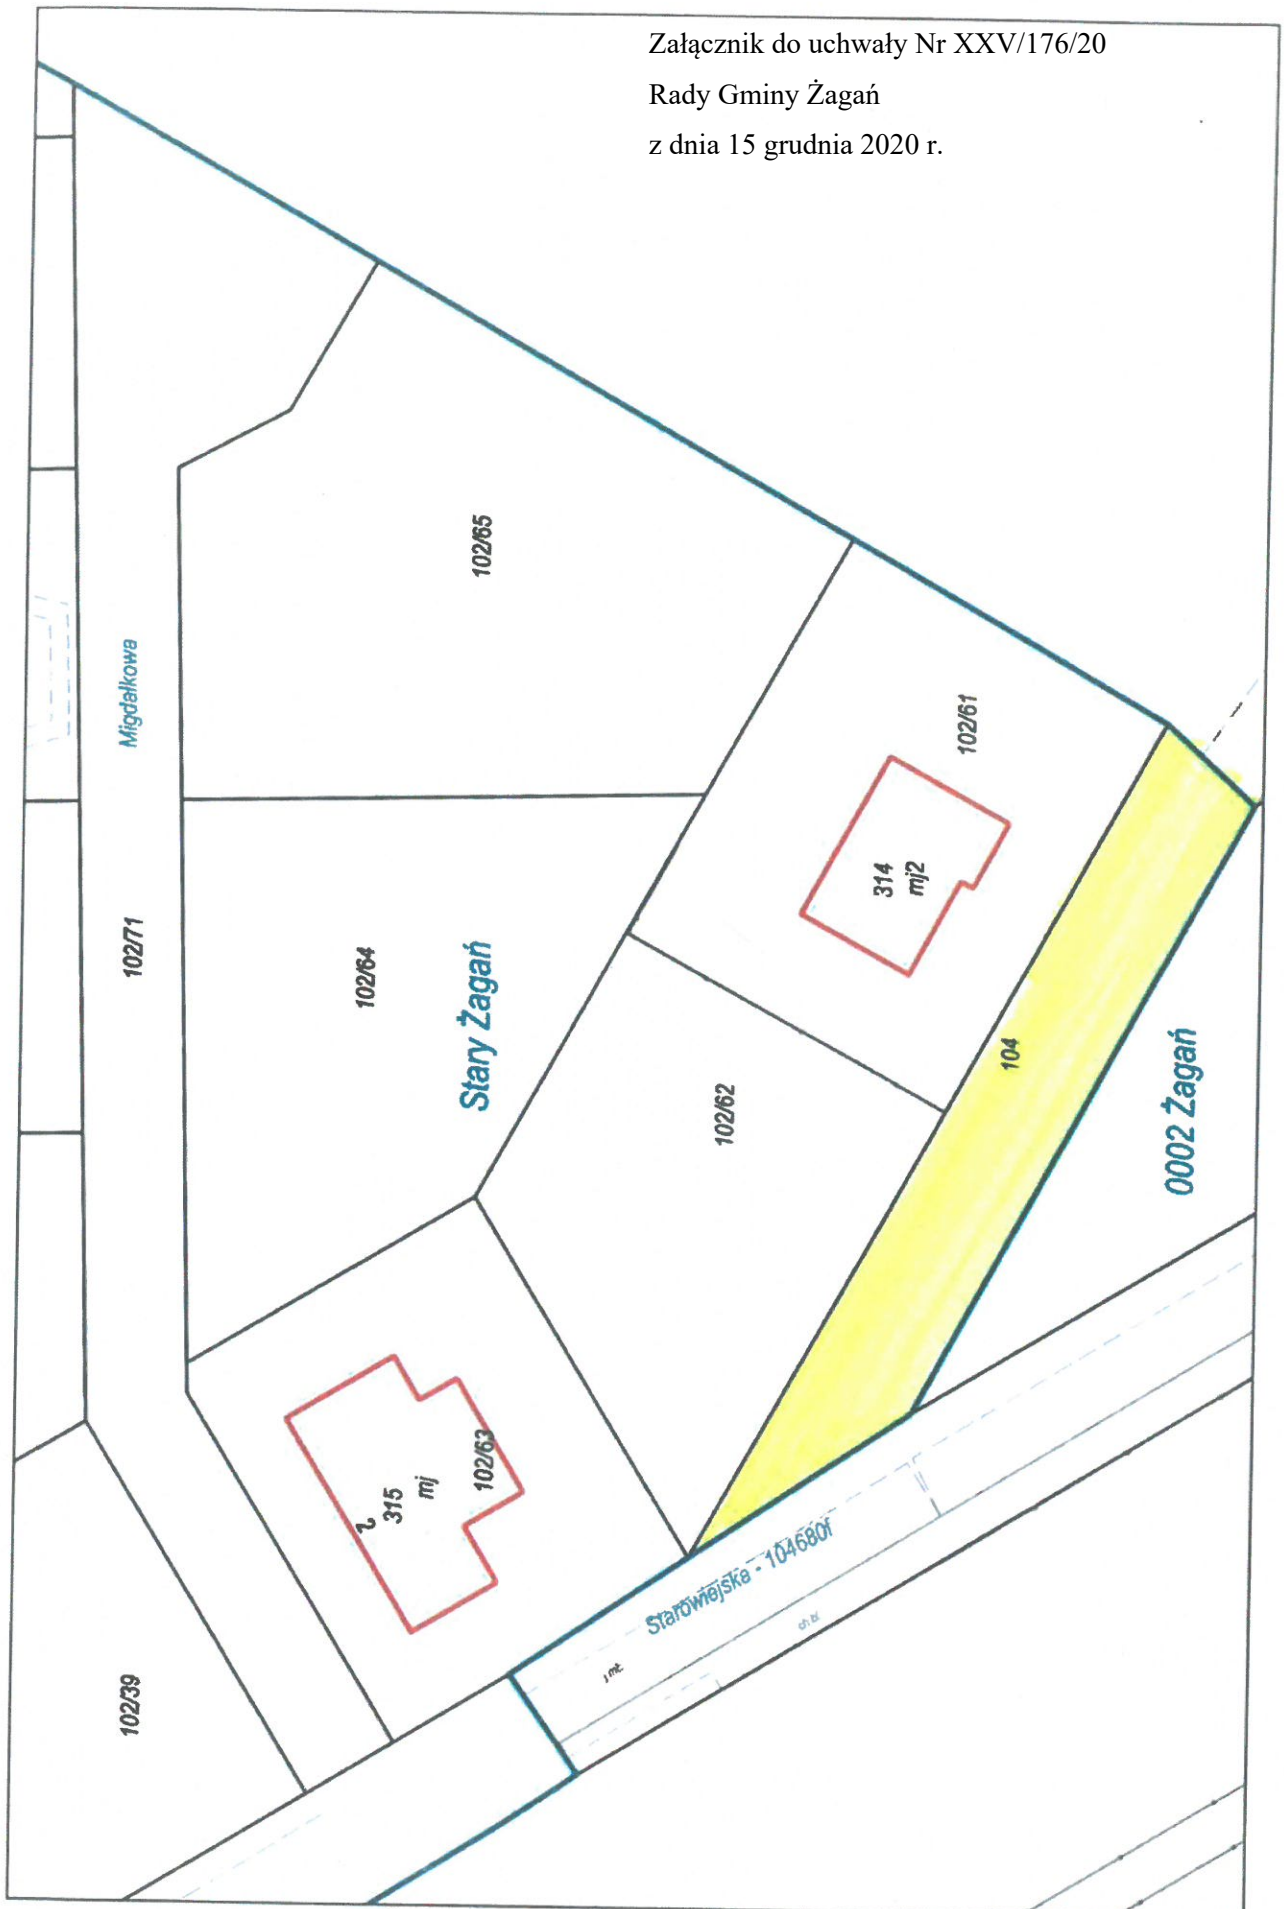 Załącznik do uchwały Nr XXV/176/20
Rady Gminy Żagań
z dnia 15 grudnia 2020 r.
102/65
Migdałkowa
102/61
314
mj2
102/71
102/64
Stary Żagań
104
102/62
0002 Żagań
102/63
315
mj
2
Starowiejska - 104680f
102/39